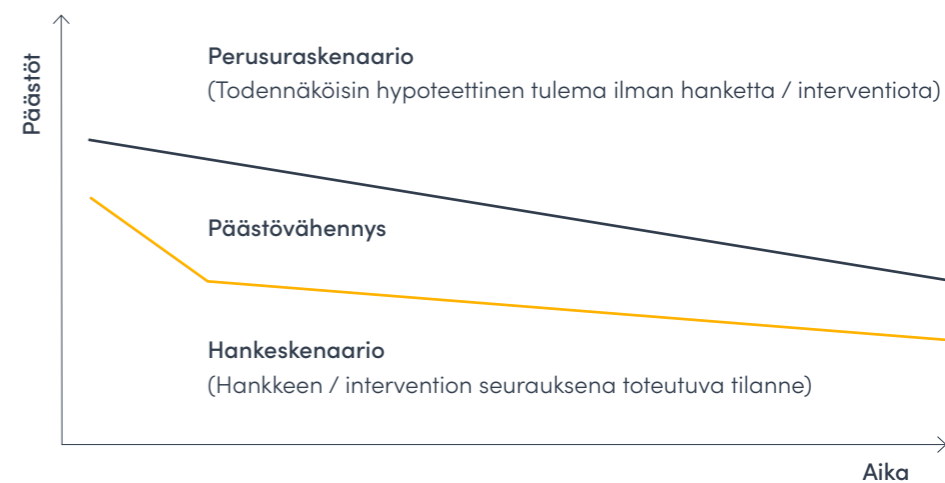 Päästöt
Perusuraskenaario
(Todennäköisin hypoteettinen tulema ilman hanketta / interventiota)
Päästövähennys
Hankeskenaario
(Hankkeen / intervention seurauksena toteutuva tilanne)
Aika